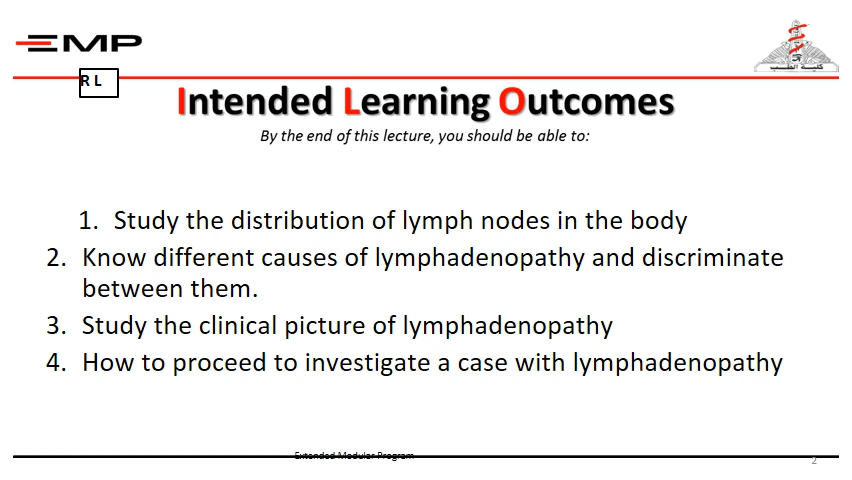 EMP
كلية الطب
R L
Intended Learning Outcomes
By the end of this lecture, you should be able to:
1. Study the distribution of lymph nodes in the body
2. Know different causes of lymphadenopathy and discriminate
between them.
3. Study the clinical picture of lymphadenopathy
4. How to proceed to investigate a case with lymphadenopathy
Extended Modular Program
2